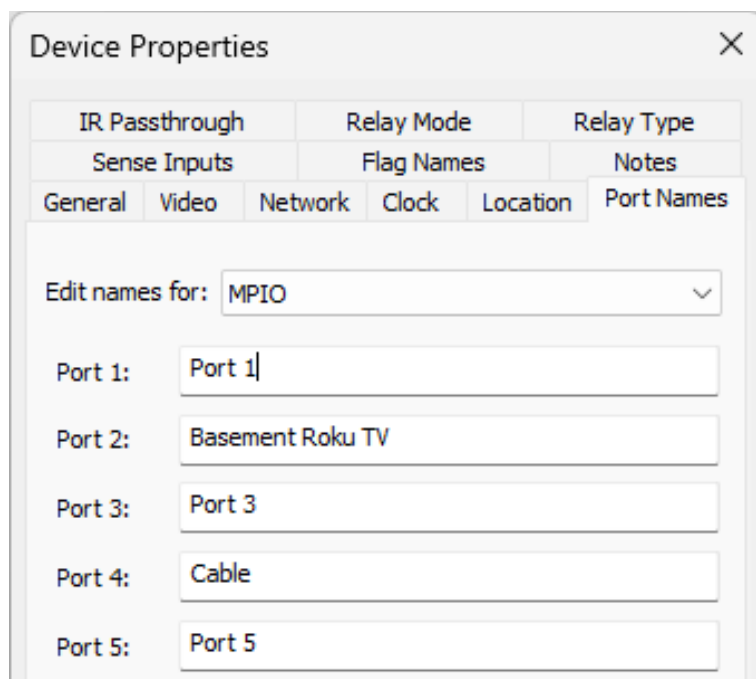 Device Properties
IR Passthrough Relay Mode Relay Type
Sense Inputs Flag Names Notes
General Video Network Clock Location Port Names
Edit names for: MPIO
Port 1: Port 1
Port 2: Basement Roku TV
Port 3: Port 3
Port 4: Cable
Port 5: Port 5